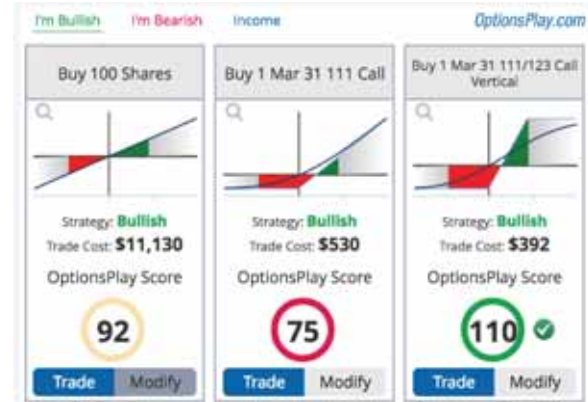 I'm Bullish I'm Bearish Income OptionsPlay.com
Buy 100 Shares
Strategy: Bullish
Trade Cost: $11,130
OptionsPlay Score
92
Trade Modify
Buy 1 Mar 31 111 Call
Strategy: Bullish
Trade Cost: $530
OptionsPlay Score
75
Trade Modify
Buy 1 Mar 31 111/123 Call
Vertical
Strategy: Bullish
Trade Cost: $392
OptionsPlay Score
110
Trade Modify